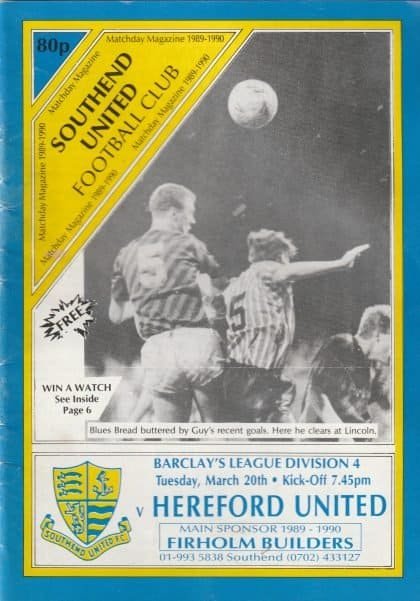 80p
Matchday Magazine 1989-1990
Matchday Magazine
SOUTHEND
UNITED
FOOTBALL CLUB
Matchday Magazine 1989-1990
Matchday Magazine 1989-1990
Matchday Magazine 1989-1990
5
FREE
WIN A WATCH
See Inside
Page 6
Blues Bread buttered by Guy's recent goals. Here he clears at Lincoln.
BARCLAY'S LEAGUE DIVISION 4
Tuesday, March 20th • Kick-Off 7.45pm
v HEREFORD UNITED
MAIN SPONSOR 1989 - 1990
FIRHOLM BUILDERS
01-993 5838 Southend (0702) 433127
SOUTHEND UNITED F.C.